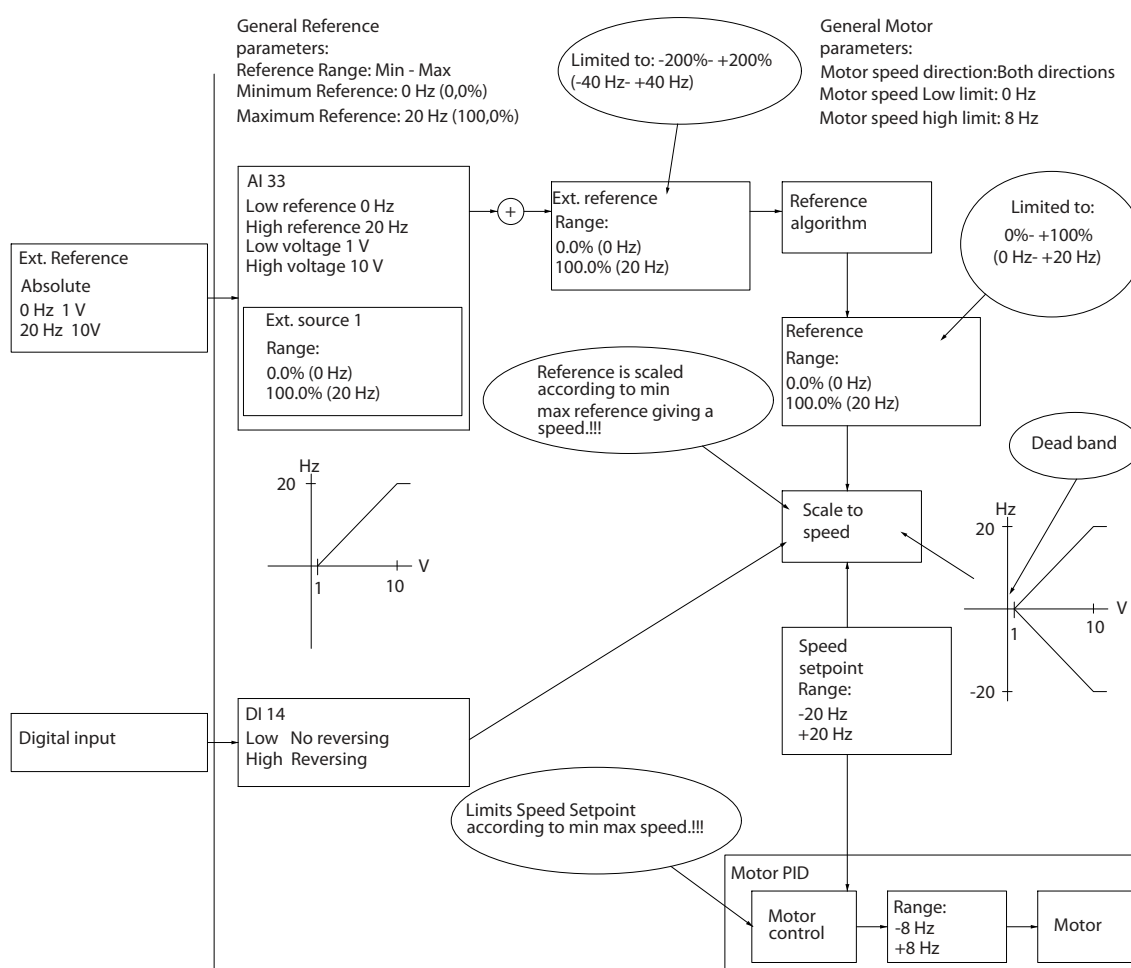 General Reference
parameters:
Reference Range: Min - Max
Minimum Reference: 0 Hz (0,0%)
Maximum Reference: 20 Hz (100,0%)
Limited to: -200%- +200%
(-40 Hz- +40 Hz)
General Motor
parameters:
Motor speed direction:Both directions
Motor speed Low limit: 0 Hz
Motor speed high limit: 8 Hz
Ext. Reference
Absolute
0 Hz 1 V
20 Hz 10V
AI 33
Low reference 0 Hz
High reference 20 Hz
Low voltage 1 V
High voltage 10 V
Ext. source 1
Range:
0.0% (0 Hz)
100.0% (20 Hz)
+
Ext. reference
Range:
0.0% (0 Hz)
100.0% (20 Hz)
Reference
algorithm
Limited to:
0%- +100%
(0 Hz- +20 Hz)
Reference
Range:
0.0% (0 Hz)
100.0% (20 Hz)
Reference is scaled
according to min
max reference giving a
speed.!!!
Dead band
Hz
20
V
1
10
Scale to
speed
Hz
20
V
1
10
-20
Speed
setpoint
Range:
-20 Hz
+20 Hz
Digital input
DI 14
Low No reversing
High Reversing
Limits Speed Setpoint
according to min max speed.!!!
Motor PID
Motor
control
Range:
-8 Hz
+8 Hz
Motor